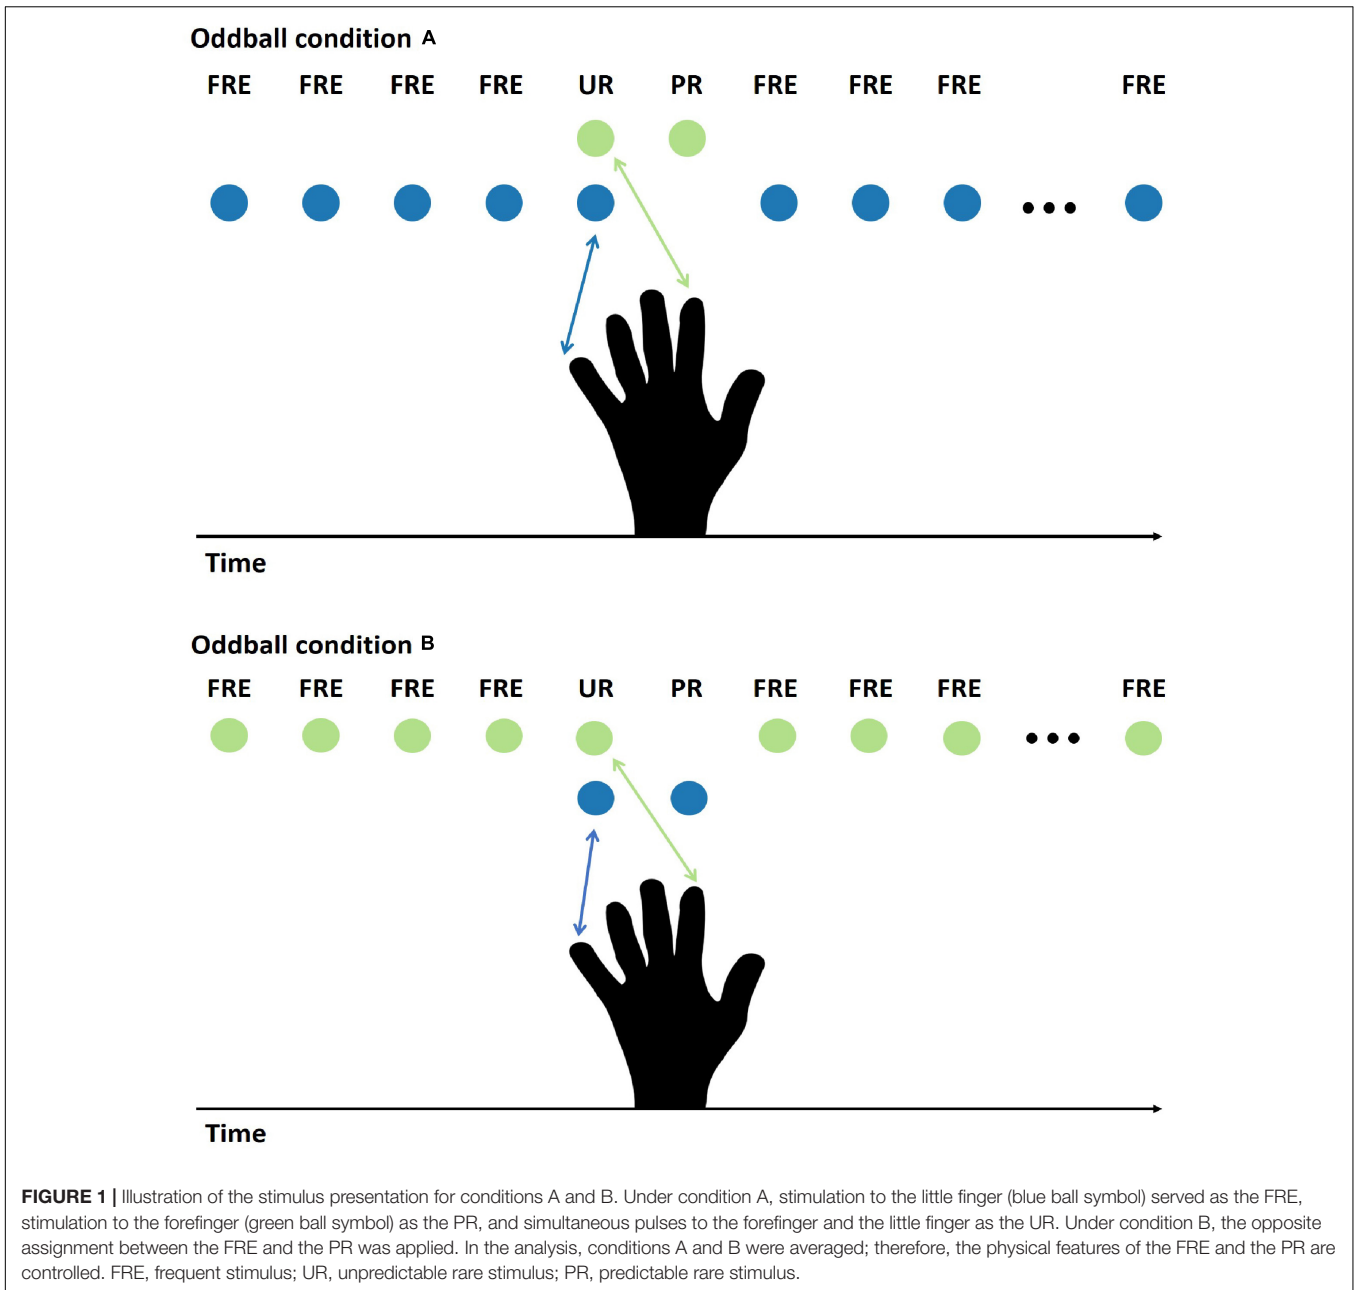 Oddball condition A
FRE FRE FRE FRE UR PR FRE FRE FRE FRE
Time
Oddball condition B
FRE FRE FRE FRE UR PR FRE FRE FRE FRE
Time
FIGURE 1 | Illustration of the stimulus presentation for conditions A and B. Under condition A, stimulation to the little finger (blue ball symbol) served as the FRE,
stimulation to the forefinger (green ball symbol) as the PR, and simultaneous pulses to the forefinger and the little finger as the UR. Under condition B, the opposite
assignment between the FRE and the PR was applied. In the analysis, conditions A and B were averaged; therefore, the physical features of the FRE and the PR are
controlled. FRE, frequent stimulus; UR, unpredictable rare stimulus; PR, predictable rare stimulus.